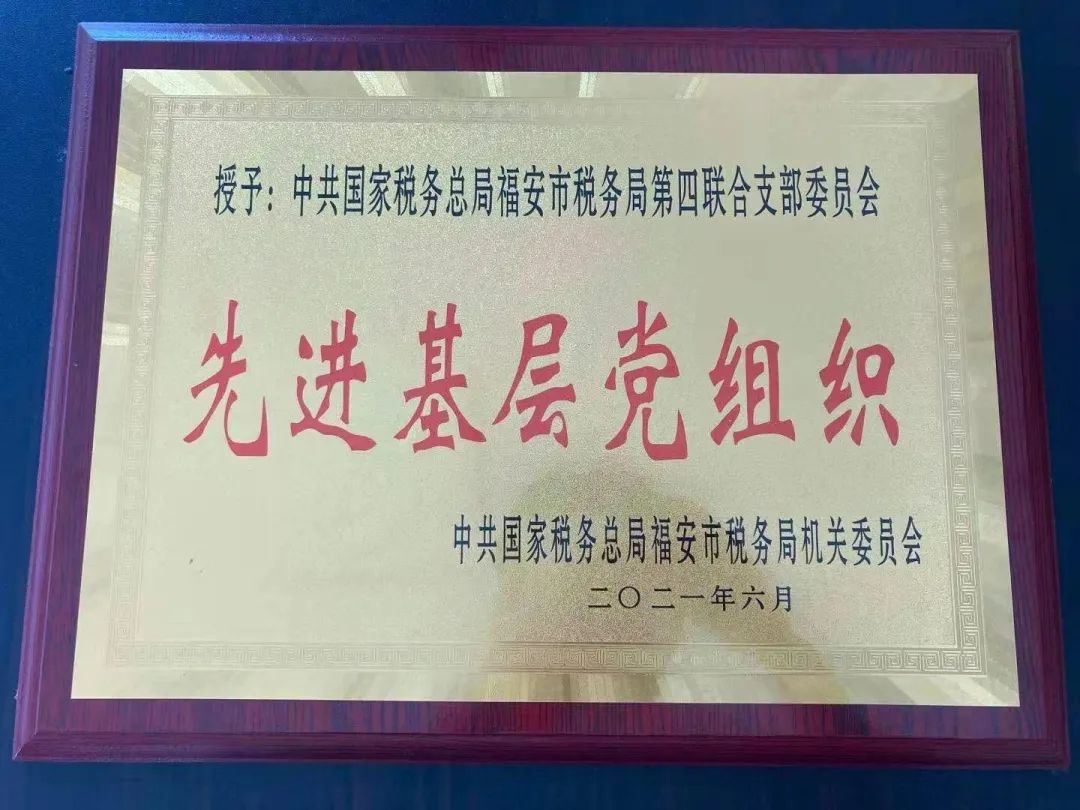 授予：中共国家税务总局福安市税务局第四联合支部委员会
先进基层党组织
中共国家税务总局福安市税务局机关委员会
二〇二一年六月